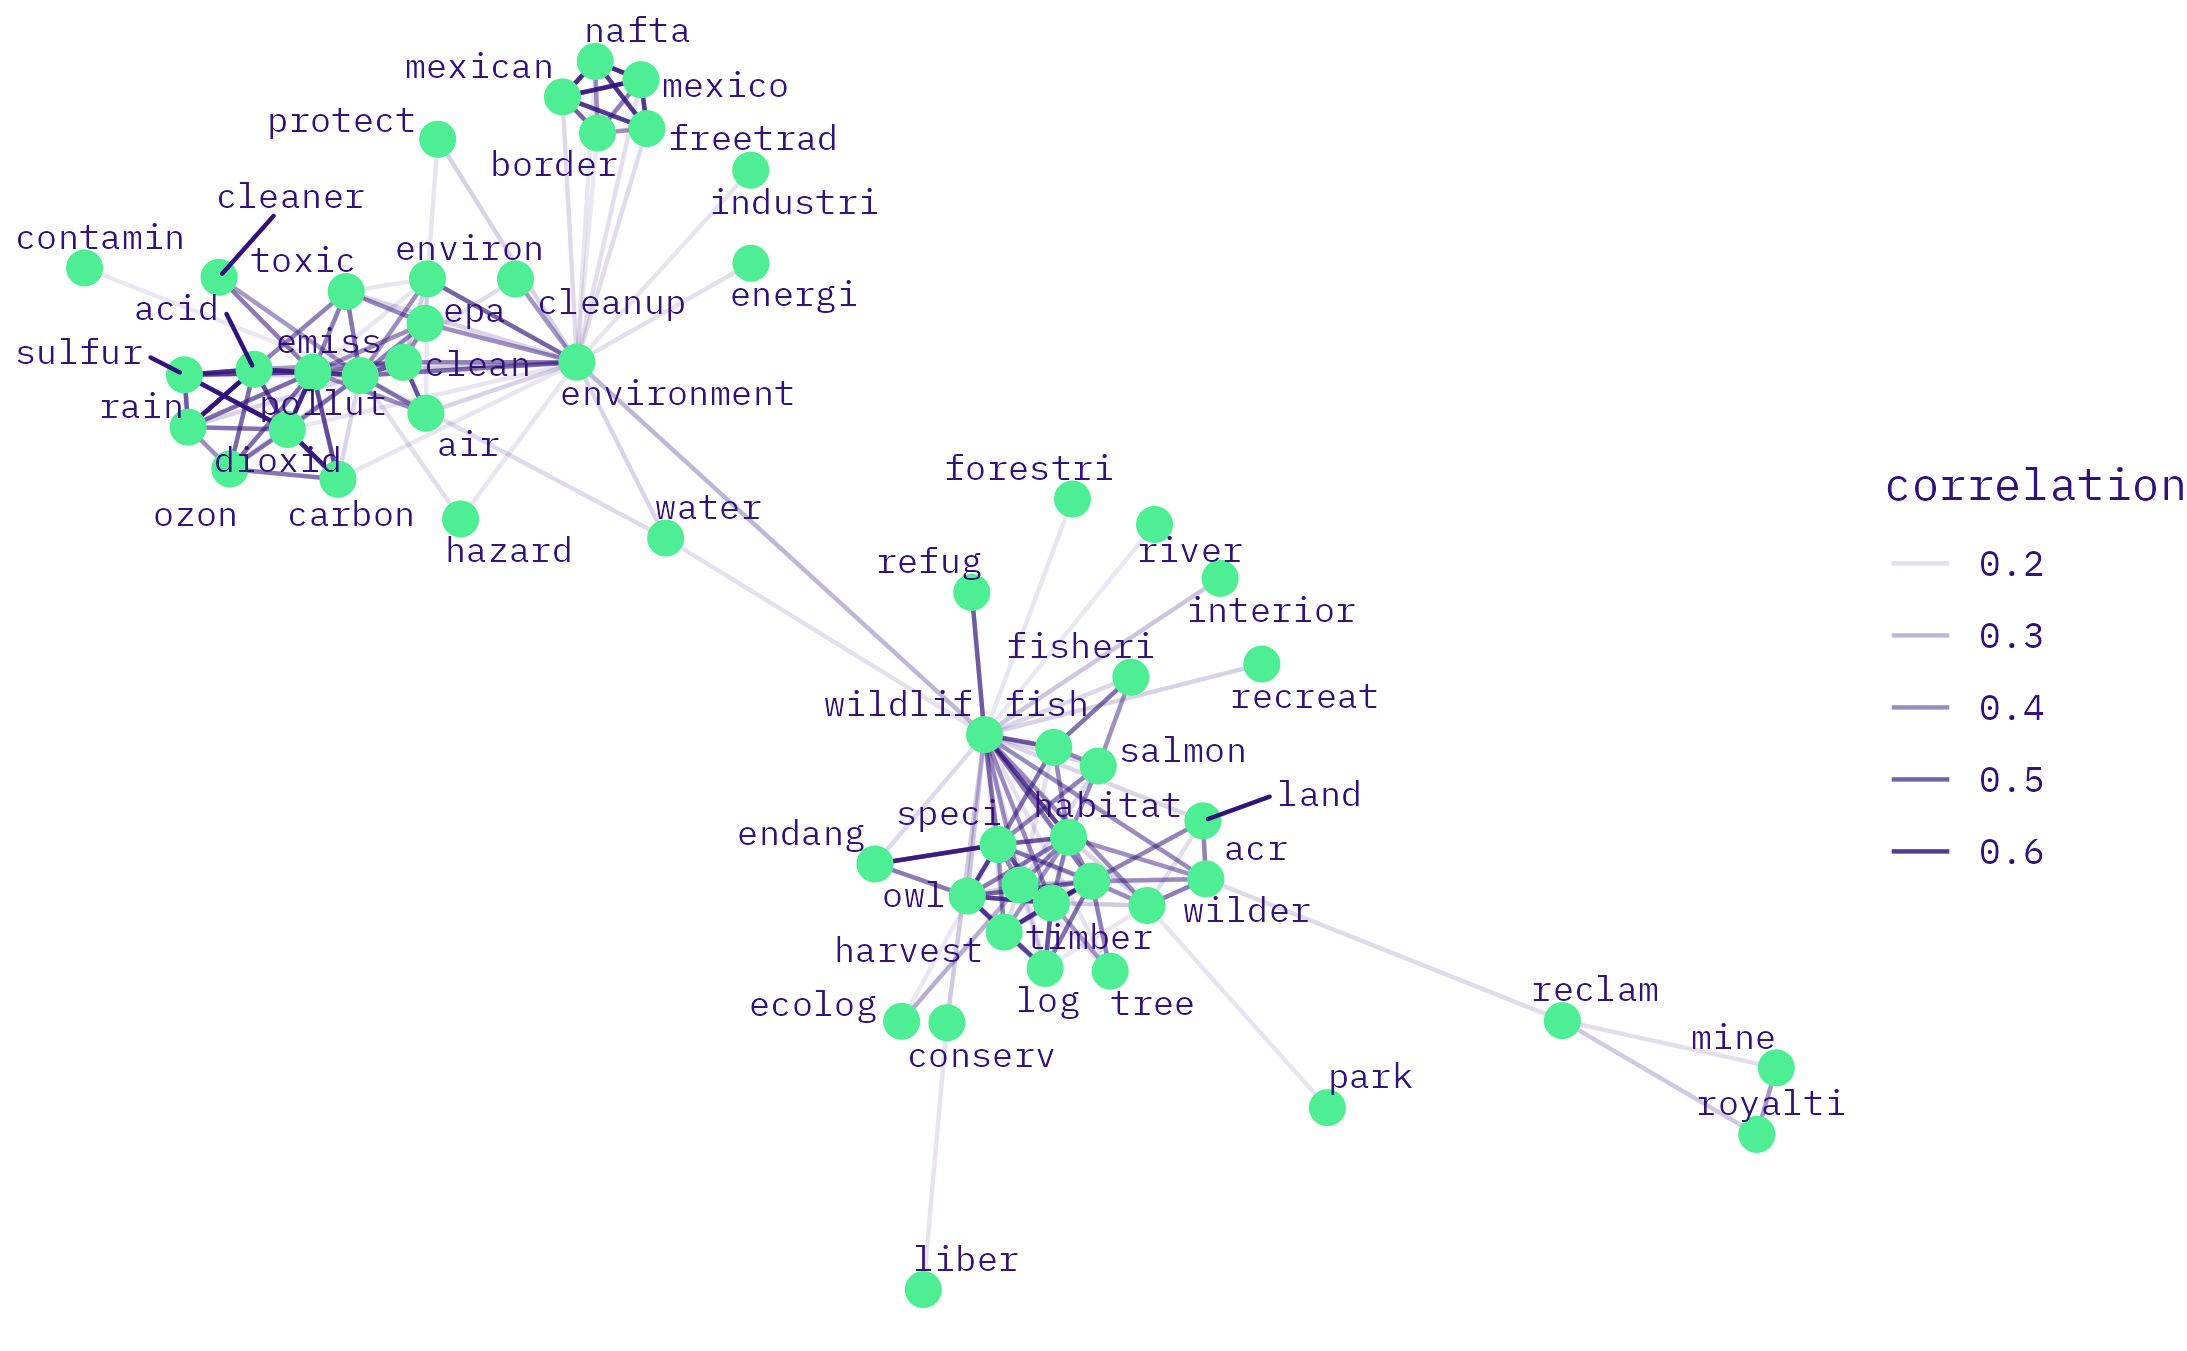 nafta
mexican
mexico
protect
freetrad
border
cleaner
industri
contamin
toxic
environ
cleanup
energi
acid
epa
sulfur
emiss
clean
environment
rain
pollut
air
dioxid
ozon
carbon
hazard
water
forestri
river
refug
interior
fisheri
recreat
wildlif
fish
salmon
land
habitat
speci
endang
acr
owl
wilder
timber
harvest
log
tree
ecolog
conserv
reclam
mine
park
royalti
liber
correlation
0.2
0.3
0.4
0.5
0.6